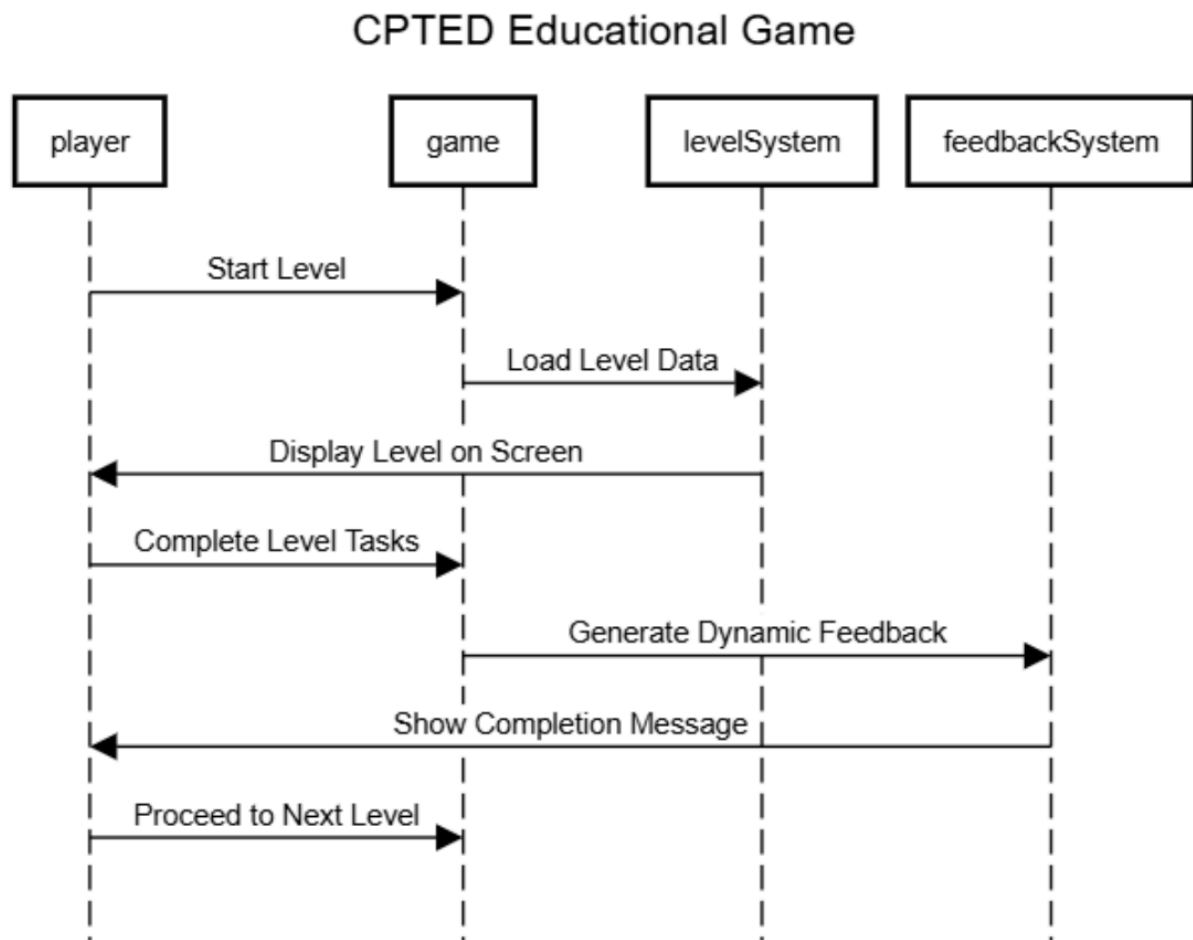 CPTED Educational Game
player
game
levelSystem
feedbackSystem
Start Level
Load Level Data
Display Level on Screen
Complete Level Tasks
Generate Dynamic Feedback
Show Completion Message
Proceed to Next Level